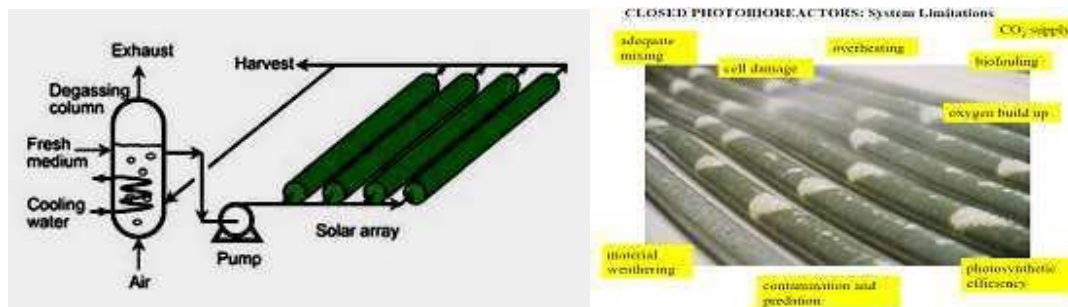 Exhaust
Degassing
column
Fresh
medium
Cooling
water
Air
Pump
Solar array
Harvest
CLOSED PHOTOBIOREACTORS: System Limitations
adequate
mixing
cell damage
overheating
CO₂ supply
biofouling
oxygen build up
material
weathering
contamination and
predation
photosynthetic
efficiency